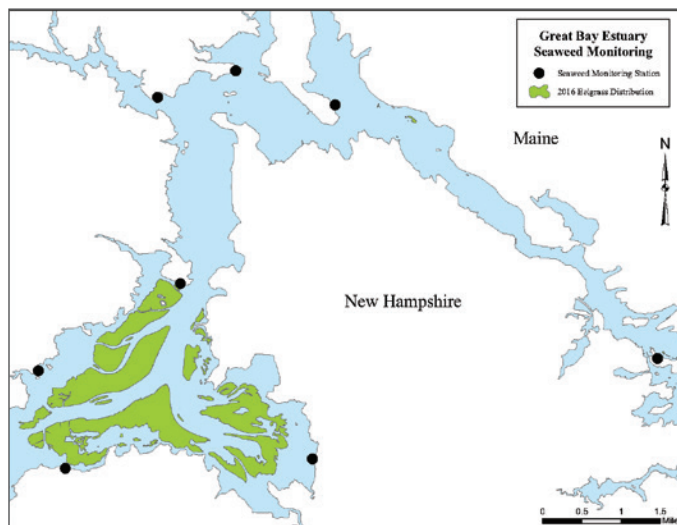 Great Bay Estuary
Seaweed Monitoring
Seaweed Monitoring Station
2016 Eelgrass Distribution
Maine
N
New Hampshire
0 0.5 1 1.5
Miles